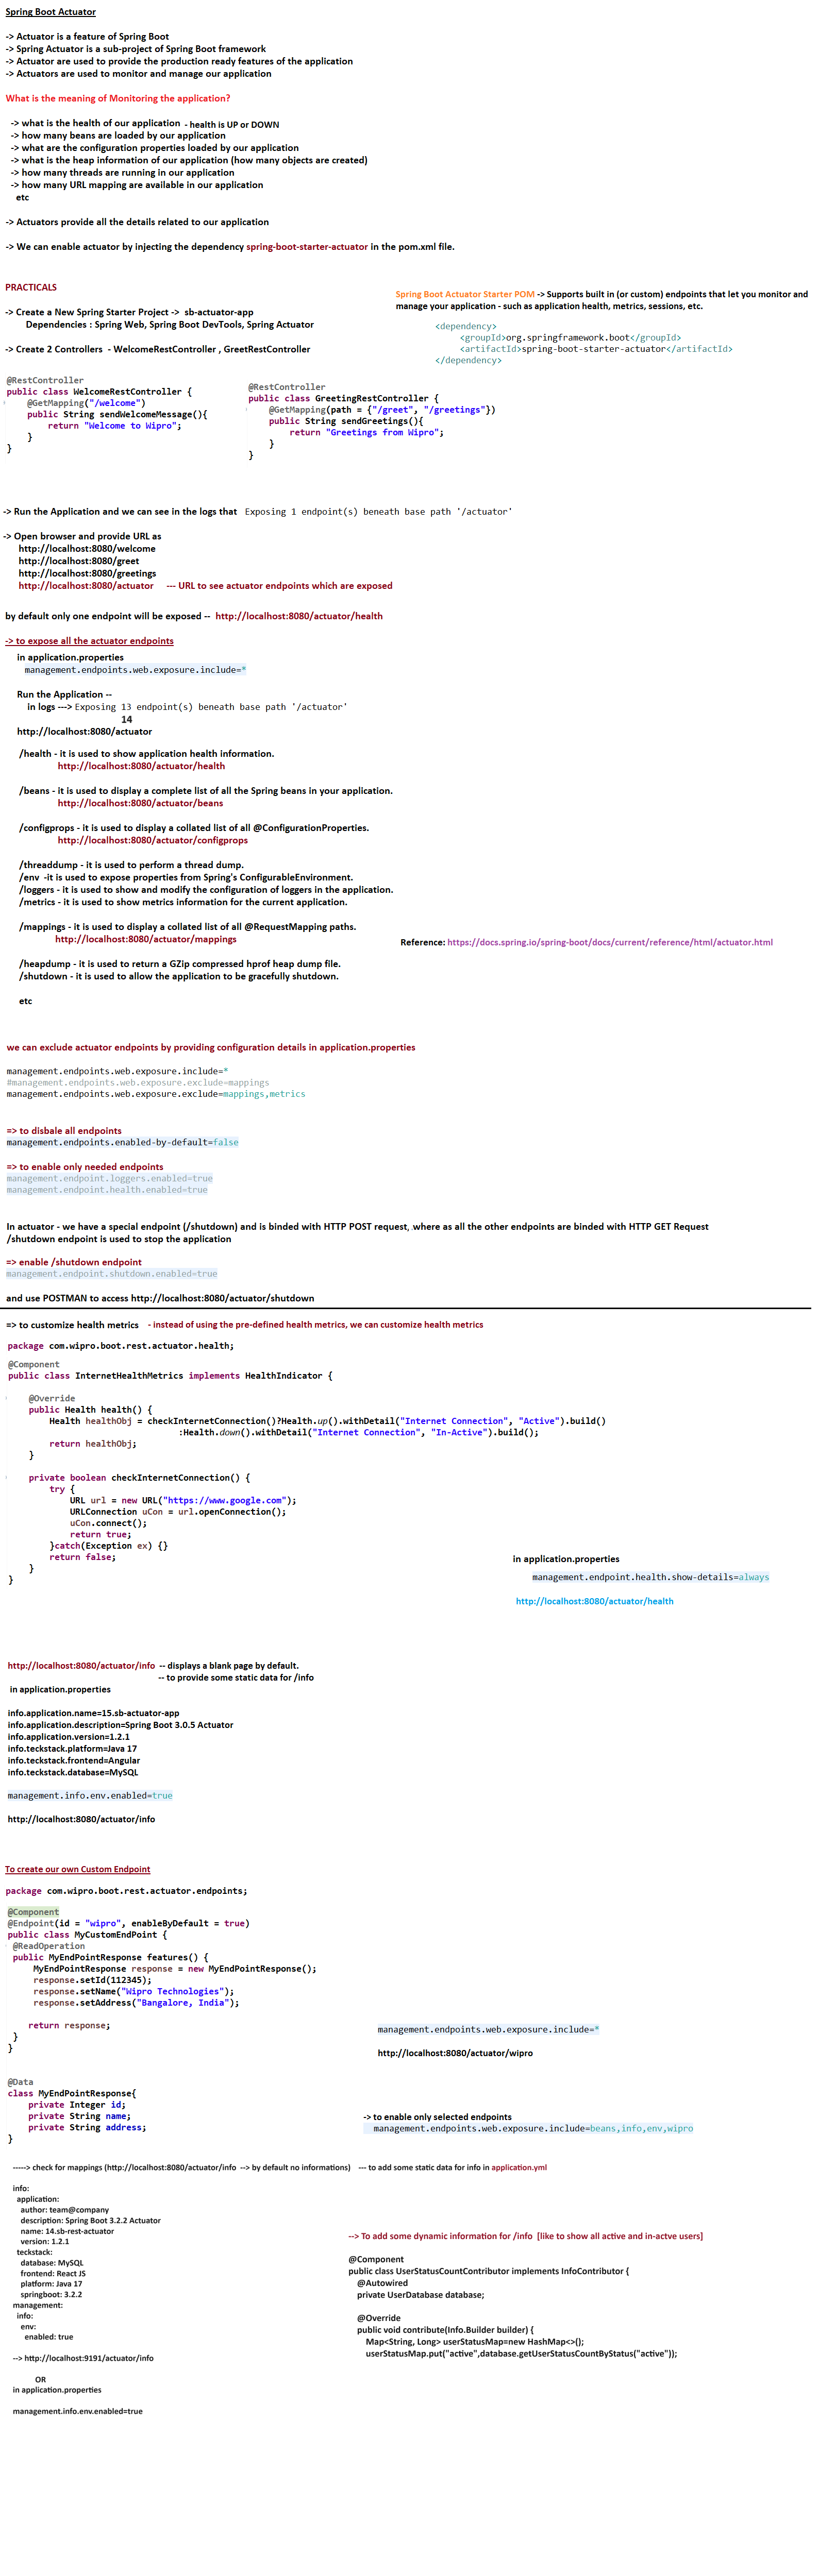 Spring Boot Actuator
-> Actuator is a feature of Spring Boot
-> Spring Actuator is a sub-project of Spring Boot framework
-> Actuator are used to provide the production ready features of the application
-> Actuators are used to monitor and manage our application
What is the meaning of Monitoring the application?
-> what is the health of our application - health is UP or DOWN
-> how many beans are loaded by our application
-> what are the configuration properties loaded by our application
-> what is the heap information of our application (how many objects are created)
-> how many threads are running in our application
-> how many URL mapping are available in our application
etc
-> Actuators provide all the details related to our application
-> We can enable actuator by injecting the dependency spring-boot-starter-actuator in the pom.xml file.
PRACTICALS
-> Create a New Spring Starter Project -> sb-actuator-app
Dependencies : Spring Web, Spring Boot DevTools, Spring Actuator
-> Create 2 Controllers - WelcomeRestController , GreetRestController
Spring Boot Actuator Starter POM -> Supports built in (or custom) endpoints that let you monitor and
manage your application - such as application health, metrics, sessions, etc.
<dependency>
<groupId>org.springframework.boot</groupId>
<artifactId>spring-boot-starter-actuator</artifactId>
</dependency>
@RestController
public class WelcomeRestController {
@GetMapping("/welcome")
public String sendWelcomeMessage(){
return "Welcome to Wipro";
}
}
@RestController
public class GreetingRestController {
@GetMapping(path = {"/greet", "/greetings"})
public String sendGreetings(){
return "Greetings from Wipro";
}
}
-> Run the Application and we can see in the logs that Exposing 1 endpoint(s) beneath base path '/actuator'
-> Open browser and provide URL as
http://localhost:8080/welcome
http://localhost:8080/greet
http://localhost:8080/greetings
http://localhost:8080/actuator --- URL to see actuator endpoints which are exposed
by default only one endpoint will be exposed -- http://localhost:8080/actuator/health
-> to expose all the actuator endpoints
in application.properties
management.endpoints.web.exposure.include=*
Run the Application --
in logs ---> Exposing 13 endpoint(s) beneath base path '/actuator'
14
http://localhost:8080/actuator
/health - it is used to show application health information.
http://localhost:8080/actuator/health
/beans - it is used to display a complete list of all the Spring beans in your application.
http://localhost:8080/actuator/beans
/configprops - it is used to display a collated list of all @ConfigurationProperties.
http://localhost:8080/actuator/configprops
/threaddump - it is used to perform a thread dump.
/env -it is used to expose properties from Spring's ConfigurableEnvironment.
/loggers - it is used to show and modify the configuration of loggers in the application.
/metrics - it is used to show metrics information for the current application.
/mappings - it is used to display a collated list of all @RequestMapping paths.
http://localhost:8080/actuator/mappings
Reference: https://docs.spring.io/spring-boot/docs/current/reference/html/actuator.html
/heapdump - it is used to return a GZip compressed hprof heap dump file.
/shutdown - it is used to allow the application to be gracefully shutdown.
etc
we can exclude actuator endpoints by providing configuration details in application.properties
management.endpoints.web.exposure.include=*
#management.endpoints.web.exposure.exclude=mappings
management.endpoints.web.exposure.exclude=mappings,metrics
=> to disbale all endpoints
management.endpoints.enabled-by-default=false
=> to enable only needed endpoints
management.endpoint.loggers.enabled=true
management.endpoint.health.enabled=true
In actuator - we have a special endpoint (/shutdown) and is binded with HTTP POST request, where as all the other endpoints are binded with HTTP GET Request
/shutdown endpoint is used to stop the application
=> enable /shutdown endpoint
management.endpoint.shutdown.enabled=true
and use POSTMAN to access http://localhost:8080/actuator/shutdown
=> to customize health metrics - instead of using the pre-defined health metrics, we can customize health metrics
package com.wipro.boot.rest.actuator.health;
@Component
public class InternetHealthMetrics implements HealthIndicator {
@Override
public Health health() {
Health healthObj = checkInternetConnection()?Health.up().withDetail("Internet Connection", "Active").build()
:Health.down().withDetail("Internet Connection", "In-Active").build();
return healthObj;
}
private boolean checkInternetConnection() {
try {
URL url = new URL("https://www.google.com");
URLConnection uCon = url.openConnection();
uCon.connect();
return true;
}catch(Exception ex) {}
return false;
}
}
in application.properties
management.endpoint.health.show-details=always
http://localhost:8080/actuator/health
http://localhost:8080/actuator/info -- displays a blank page by default.
-- to provide some static data for /info
in application.properties
info.application.name=15.sb-actuator-app
info.application.description=Spring Boot 3.0.5 Actuator
info.application.version=1.2.1
info.teckstack.platform=Java 17
info.teckstack.frontend=Angular
info.teckstack.database=MySQL
management.info.env.enabled=true
http://localhost:8080/actuator/info
To create our own Custom Endpoint
package com.wipro.boot.rest.actuator.endpoints;
@Component
@Endpoint(id = "wipro", enableByDefault = true)
public class MyCustomEndPoint {
@ReadOperation
public MyEndPointResponse features() {
MyEndPointResponse response = new MyEndPointResponse();
response.setId(112345);
response.setName("Wipro Technologies");
response.setAddress("Bangalore, India");
return response;
}
}
management.endpoints.web.exposure.include=*
http://localhost:8080/actuator/wipro
@Data
class MyEndPointResponse{
private Integer id;
private String name;
private String address;
}
-> to enable only selected endpoints
management.endpoints.web.exposure.include=beans,info,env,wipro
-----> check for mappings (http://localhost:8080/actuator/info --> by default no informations) --- to add some static data for info in application.yml
info:
application:
author: team@company
description: Spring Boot 3.2.2 Actuator
name: 14.sb-rest-actuator
version: 1.2.1
teckstack:
database: MySQL
frontend: React JS
platform: Java 17
springboot: 3.2.2
management:
info:
env:
enabled: true
--> http://localhost:9191/actuator/info
OR
in application.properties
management.info.env.enabled=true
--> To add some dynamic information for /info [like to show all active and in-actve users]
@Component
public class UserStatusCountContributor implements InfoContributor {
@Autowired
private UserDatabase database;
@Override
public void contribute(Info.Builder builder) {
Map<String, Long> userStatusMap=new HashMap<>();
userStatusMap.put("active",database.getUserStatusCountByStatus("active"));